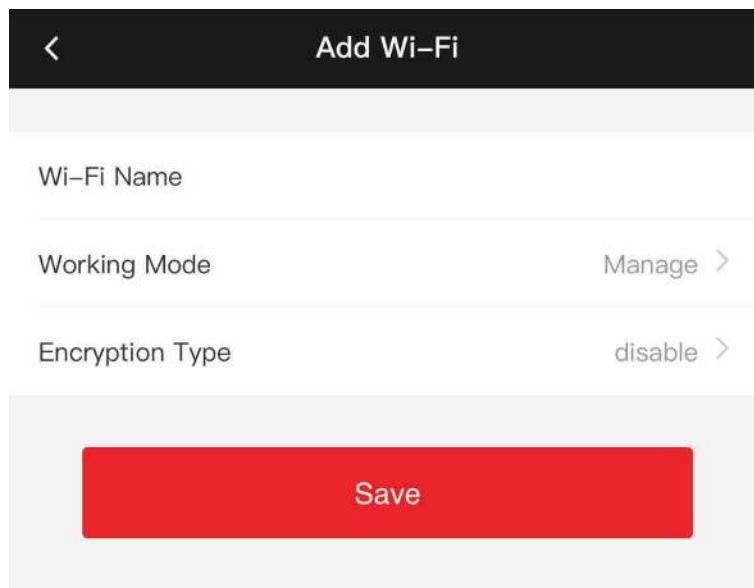 Add Wi-Fi
Wi-Fi Name
Working Mode Manage
Encryption Type disable
Save